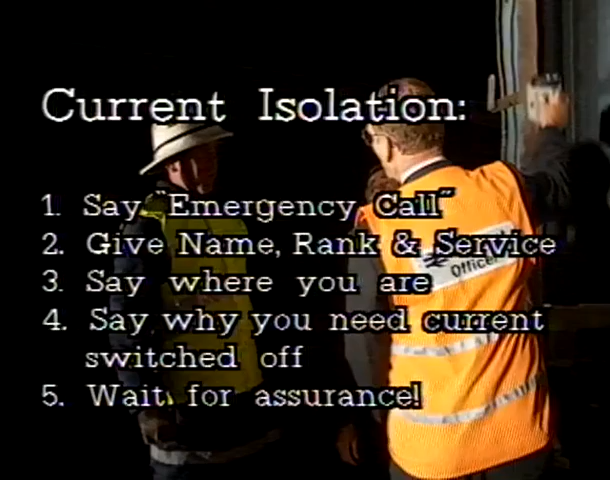 Current Isolation:
1. Say "Emergency Call"
2. Give Name, Rank & Service
Officer
3. Say where you are
4. Say why you need current
switched off
5. Wait for assurance!